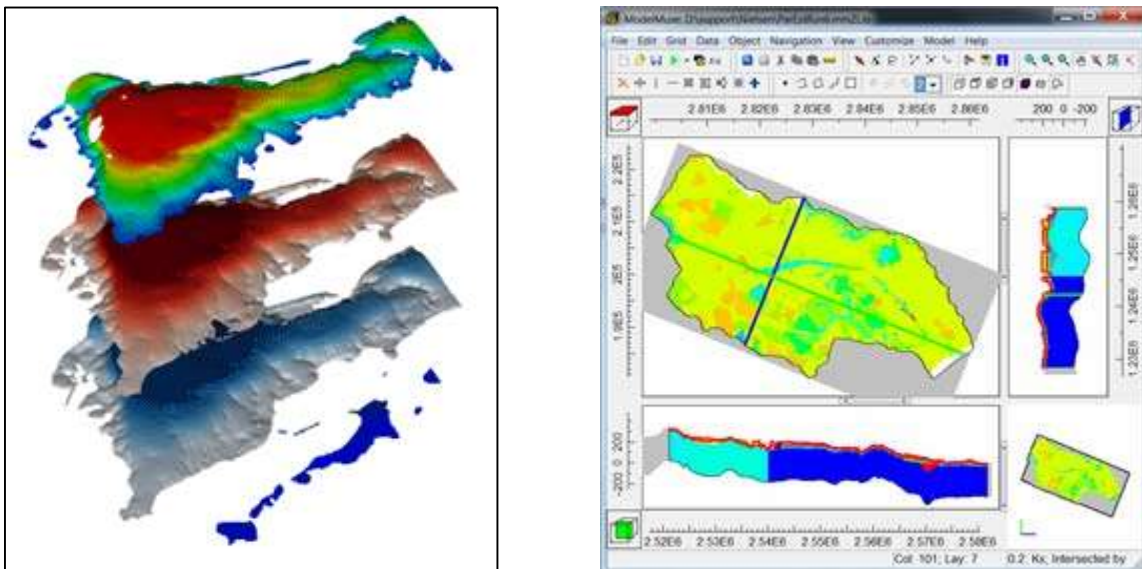 ModelMuse:
File Edit Grid Data Object Navigation View Customize Model Help
2.81E6 2.82E6 2.83E6 2.84E6 2.85E6 2.86E6
200 0 -200
2.2E5
2.1E5
2E5
1.9E5
1.26E6
1.25E6
1.24E6
1.23E6
200
0
-200
2.52E6 2.53E6 2.54E6 2.55E6 2.56E6 2.57E6 2.58E6
Col: 101; Lay: 7
0.2: Kx; Intersected by